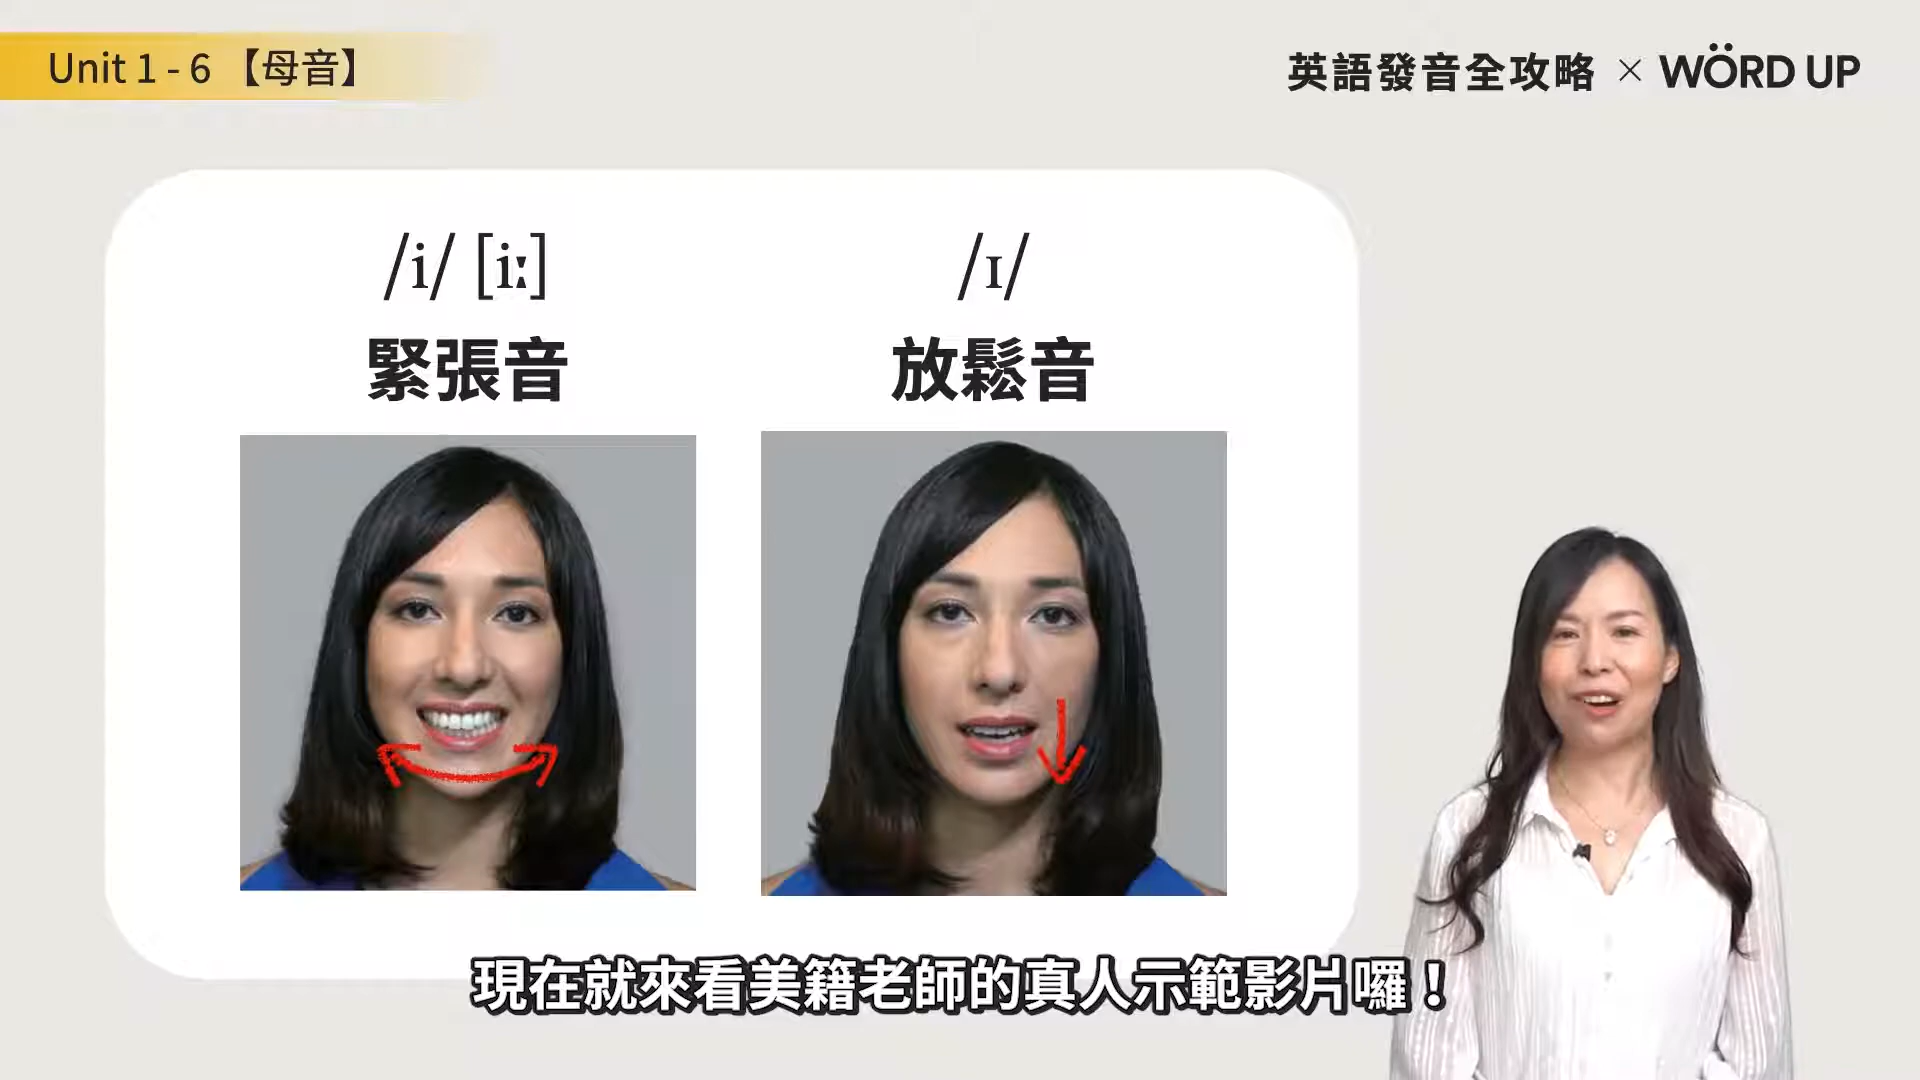 Unit 1 - 6 【母音】
英語發音全攻略 × WÖRD UP
/i/ [iː]
/ɪ/
緊張音
放鬆音
現在就來看美籍老師的真人示範影片囉！